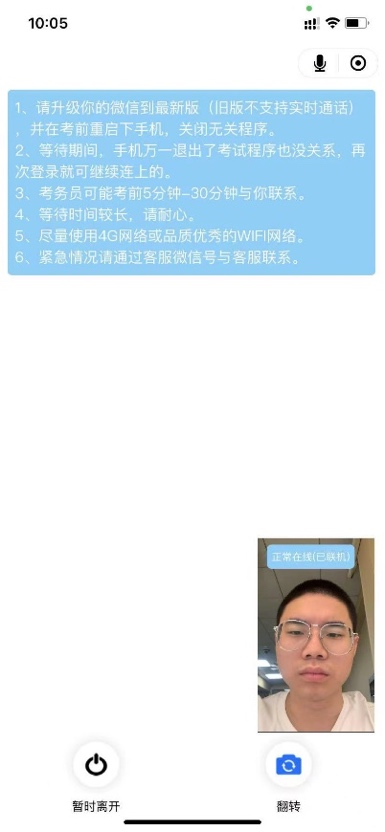 10:05
1、请升级你的微信到最新版（旧版不支持实时通话）
，并在考前重启下手机，关闭无关程序。
2、等待期间，手机万一退出了考试程序也没关系，再
次登录就可继续连上的。
3、考务员可能考前5分钟-30分钟与你联系。
4、等待时间较长，请耐心。
5、尽量使用4G网络或品质优秀的WIFI网络。
6、紧急情况请通过客服微信号与客服联系。
正常在线(已联机)
暂时离开
翻转